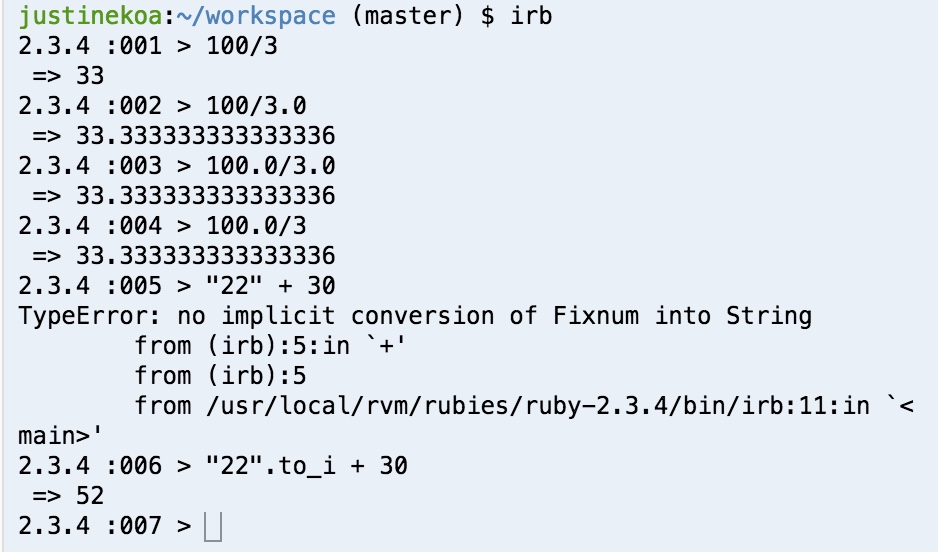 justinekoa:~/workspace (master) $ irb
2.3.4 :001 > 100/3
 => 33
2.3.4 :002 > 100/3.0
 => 33.333333333333336
2.3.4 :003 > 100.0/3.0
 => 33.333333333333336
2.3.4 :004 > 100.0/3
 => 33.333333333333336
2.3.4 :005 > "22" + 30
TypeError: no implicit conversion of Fixnum into String
        from (irb):5:in `+'
        from (irb):5
        from /usr/local/rvm/rubies/ruby-2.3.4/bin/irb:11:in `<
main>'
2.3.4 :006 > "22".to_i + 30
 => 52
2.3.4 :007 >